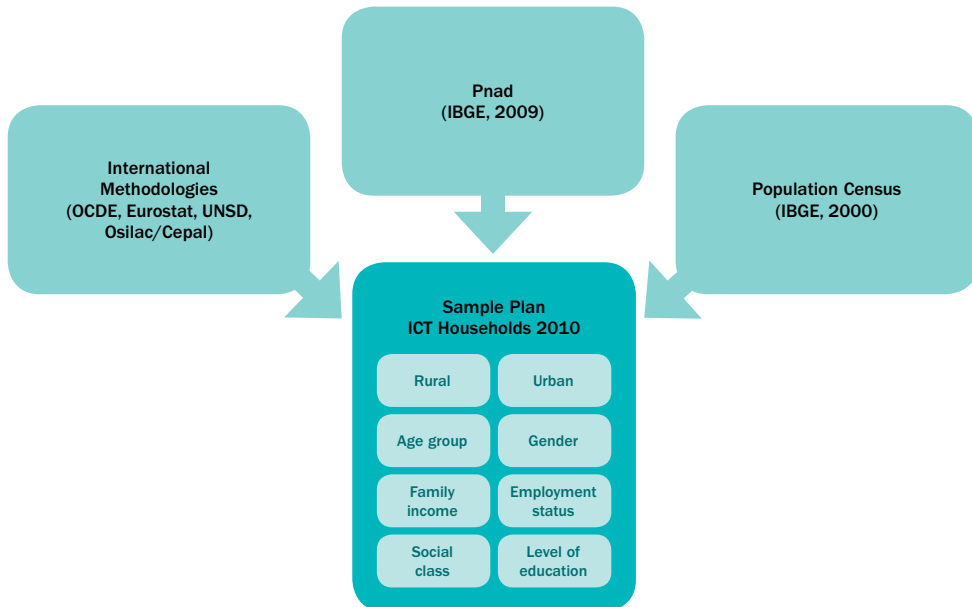 Pnad
(IBGE, 2009)
International
Methodologies
(OCDE, Eurostat, UNSD,
Osilac/Cepal)
Population Census
(IBGE, 2000)
Sample Plan
ICT Households 2010
Rural
Urban
Age group
Gender
Family
income
Employment
status
Social
class
Level of
education